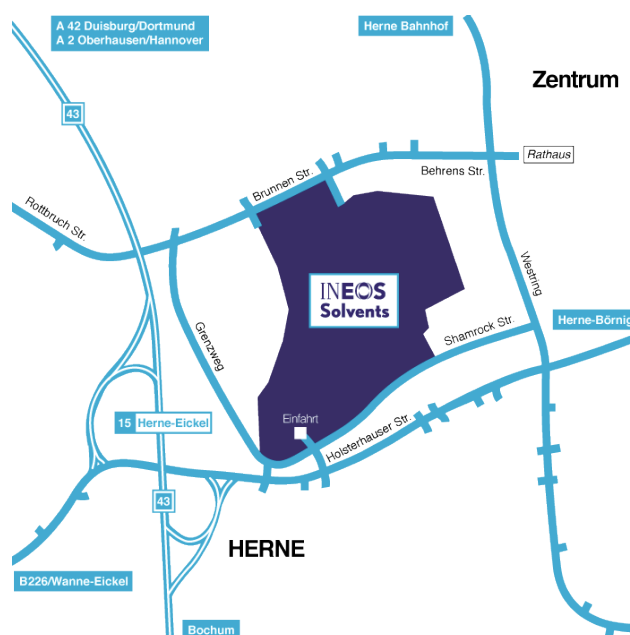 A 42 Duisburg/Dortmund
A 2 Oberhausen/Hannover
Herne Bahnhof
Zentrum
43
Rathaus
Behrens Str.
Brunnen Str.
Rottbruch Str.
Westring
INEOS
Solvents
Herne-Börnig
Shamrock Str.
Grenzweg
Einfahrt
15 Herne-Eickel
Holsterhauser Str.
43
HERNE
B226/Wanne-Eickel
Bochum